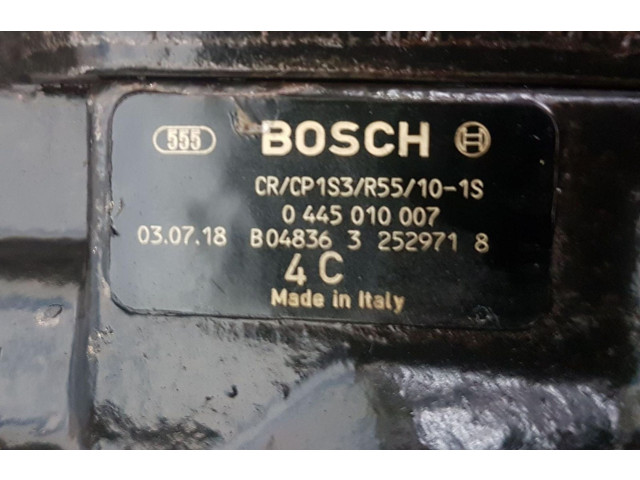 555 BOSCH
CR/CP1S3/R55/10-1S
0 445 010 007
03.07.18 B04836 3 252971 8
4C
Made in Italy